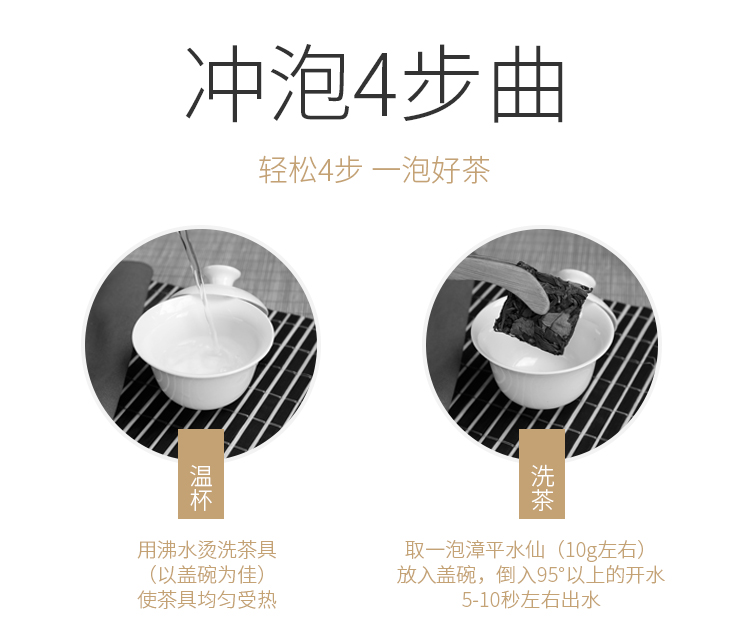 冲泡4步曲
轻松4步 一泡好茶
温杯
用沸水烫洗茶具
（以盖碗为佳）
使茶具均匀受热
洗茶
取一泡漳平水仙（10g左右）
放入盖碗，倒入95°以上的开水
5-10秒左右出水